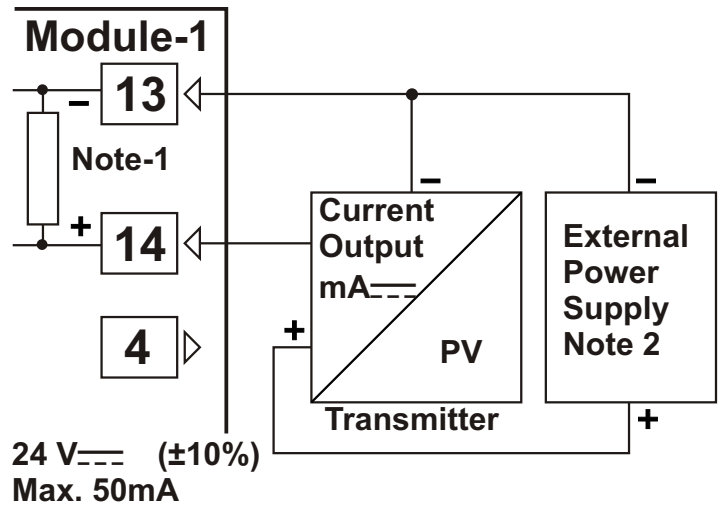 Module-1
− 13
−
−
Note-1
+ 14
Current
Output
mA
External
Power
Supply
Note 2
4
+
PV
Transmitter
+
24 V (±10%)
Max. 50mA